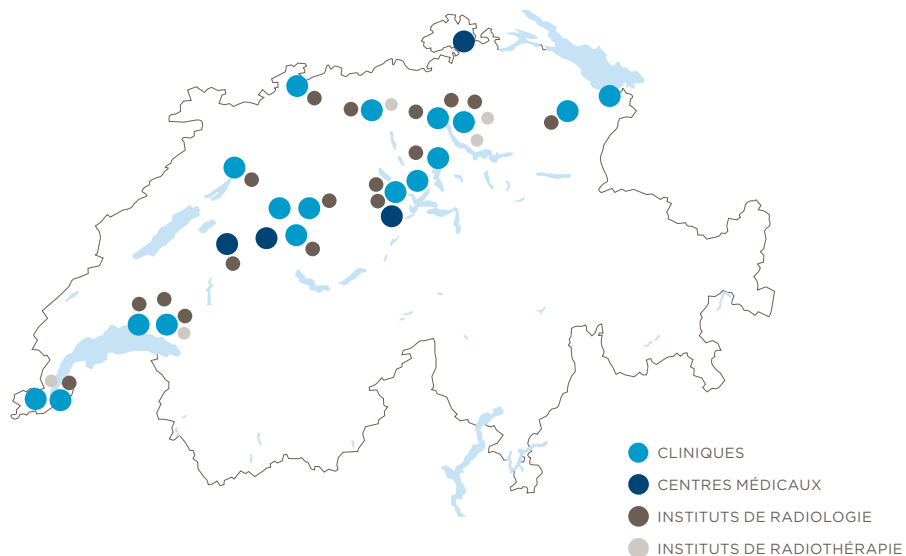 CLINIQUES
CENTRES MÉDICAUX
INSTITUTS DE RADIOLOGIE
INSTITUTS DE RADIOTHÉRAPIE